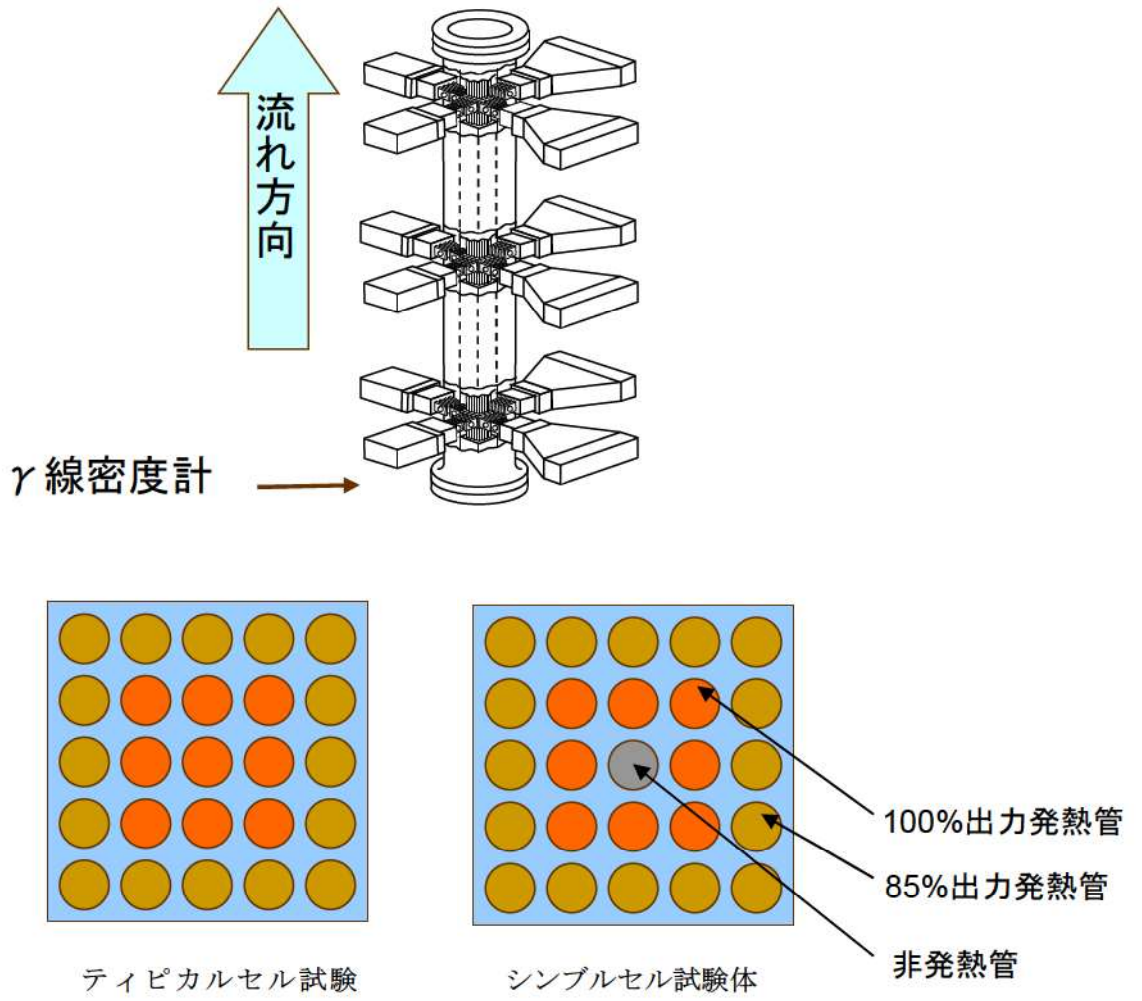 流れ方向
γ線密度計
100%出力発熱管
85%出力発熱管
非発熱管
ティピカルセル試験
シンブルセル試験体